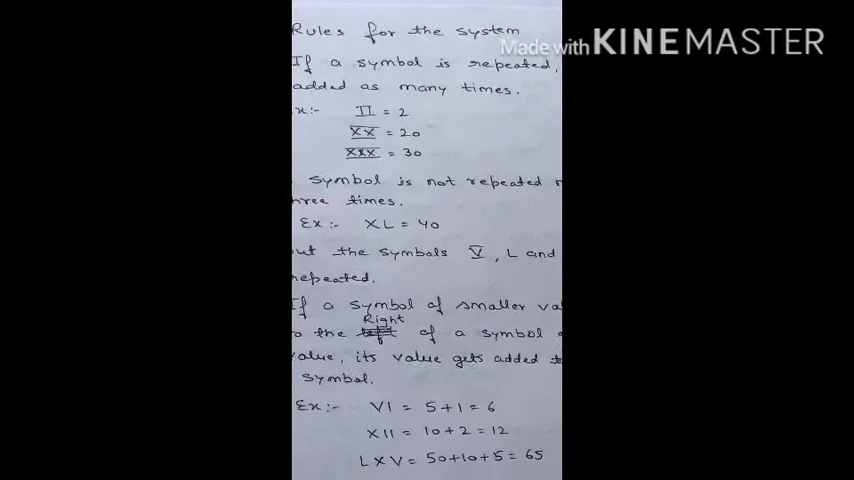 Rules for the system
Made with KINEMASTER
If a symbol is repeated,
added as many times.
Ex:- II = 2
XX = 20
XXX = 30
symbol is not repeated
three times.
Ex:- XL = 40
but the symbols V, L and
repeated.
If a symbol of smaller
Right
to the of a symbol
value, its value gets added
symbol.
Ex:- VI = 5+1 = 6
XII = 10+2 = 12
LXV = 50+10+5 = 65